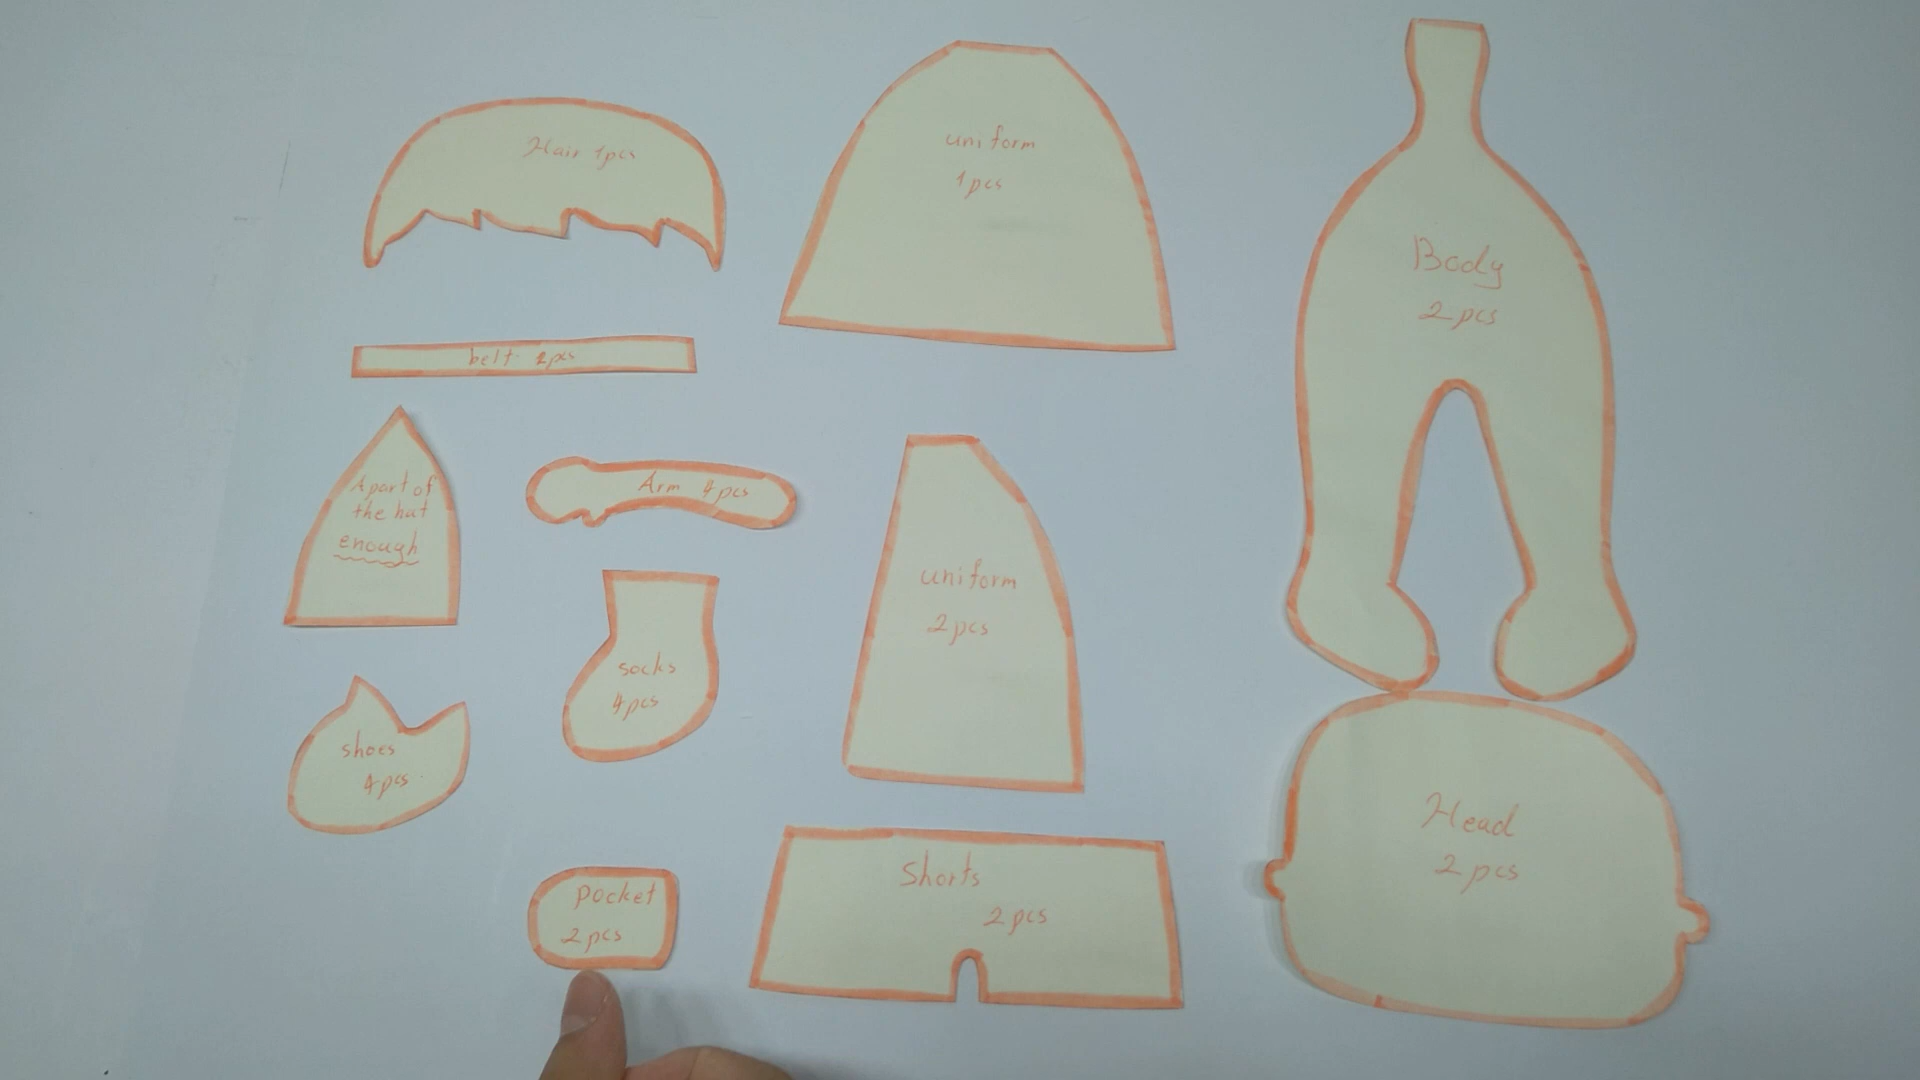 Hair 1pcs
uniform
1pcs
Body
2pcs
belt 2pcs
A part of
the hat
enough
Arm 4pcs
uniform
2pcs
socks
4pcs
shoes
4pcs
Shorts
2pcs
Head
2pcs
pocket
2pcs